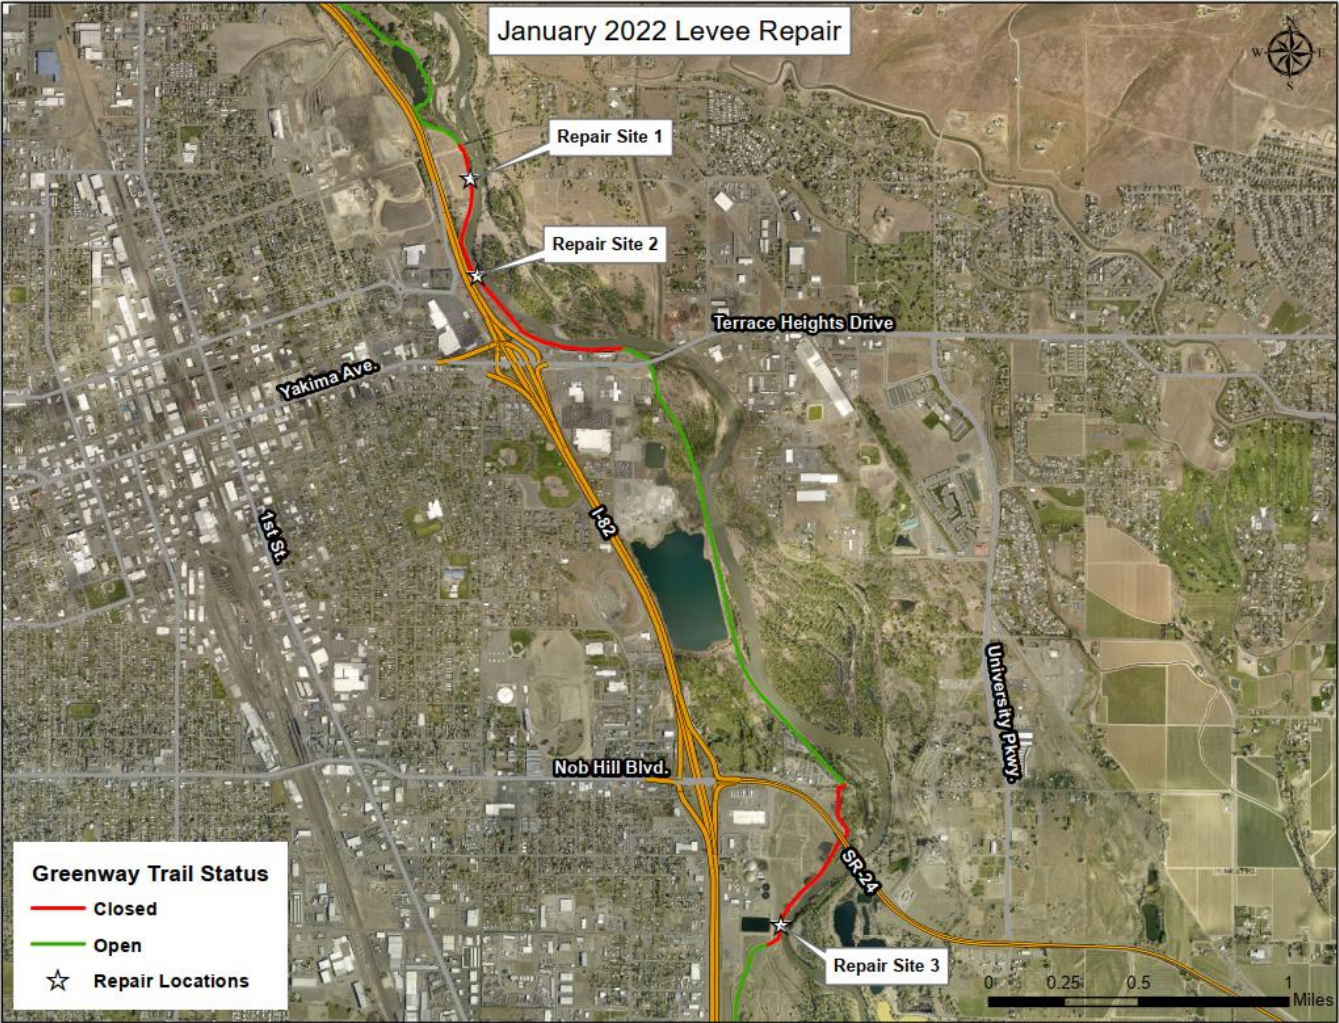 January 2022 Levee Repair
N
W E
S
Repair Site 1
Repair Site 2
Terrace Heights Drive
Yakima Ave.
1st St.
I-82
University Pkwy.
Nob Hill Blvd.
SR-24
Greenway Trail Status
Closed
Open
Repair Locations
Repair Site 3
0 0.25 0.5 1
Miles